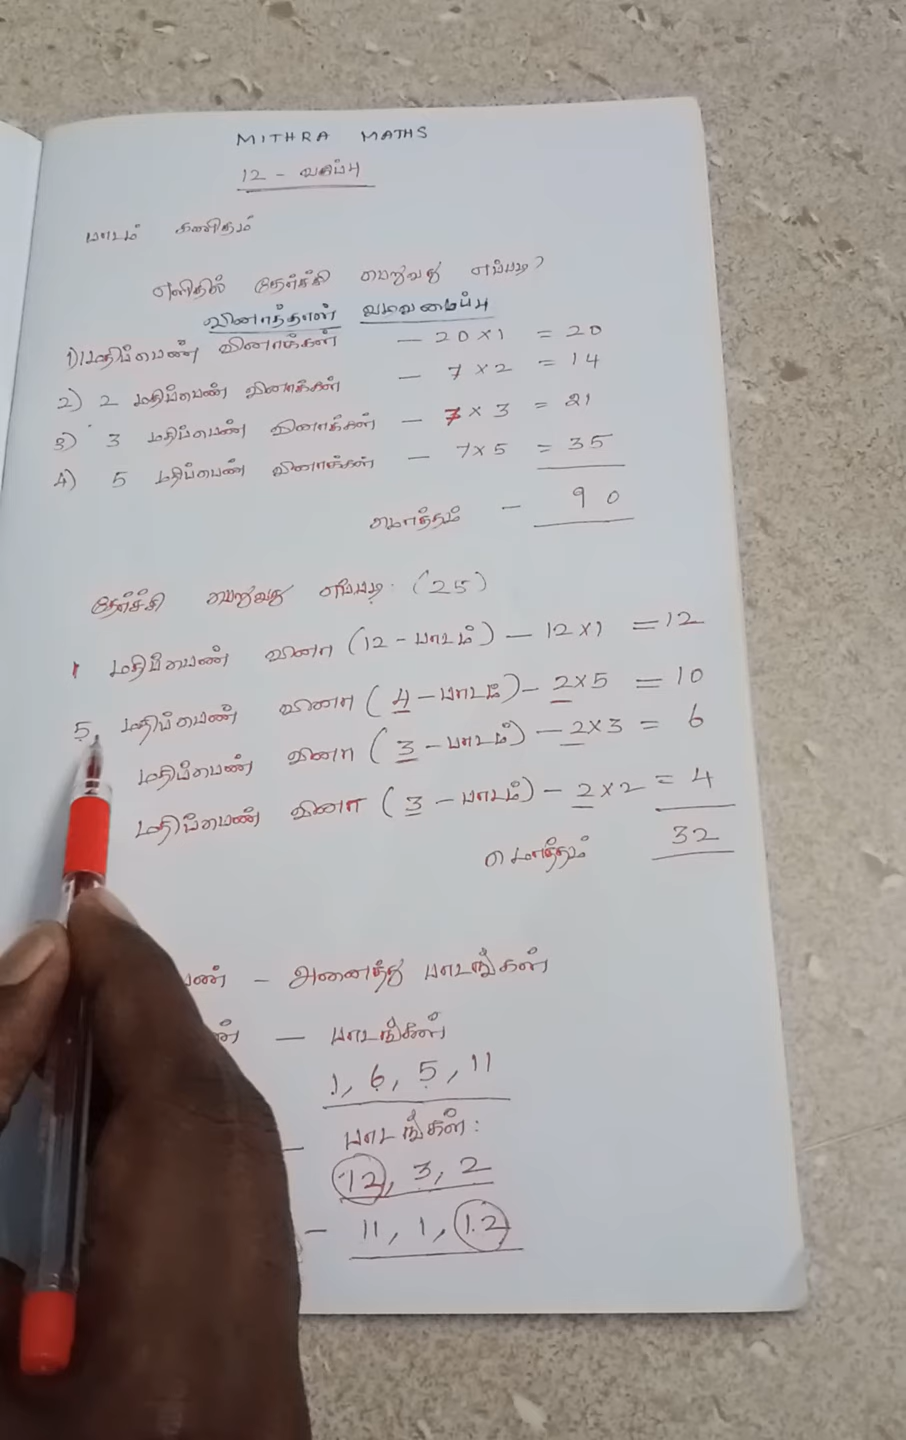 MITHRA MATHS
12 - வகுப்பு
பாடம் கணிதம்
எளிதில் தேர்ச்சி பெறுவது எப்படி?
வினாத்தாள் வடிவமைப்பு
1) 1 மதிப்பெண் வினாக்கள் - 20 × 1 = 20
2) 2 மதிப்பெண் வினாக்கள் - 7 × 2 = 14
3) 3 மதிப்பெண் வினாக்கள் - 7 × 3 = 21
4) 5 மதிப்பெண் வினாக்கள் - 7 × 5 = 35
மொத்தம் - 90
தேர்ச்சி பெறுவது எப்படி: (25)
1 மதிப்பெண் வினா (12 - பாடம்) - 12 × 1 = 12
5 மதிப்பெண் வினா (4 - பாடம்) - 2 × 5 = 10
மதிப்பெண் வினா (3 - பாடம்) - 2 × 3 = 6
மதிப்பெண் வினா (3 - பாடம்) - 2 × 2 = 4
மொத்தம் 32
பெண் - அனைத்து பாடங்கள்
ண் - பாடங்கள்
1, 6, 5, 11
- பாடங்கள்:
12, 3, 2
- 11, 1, 12